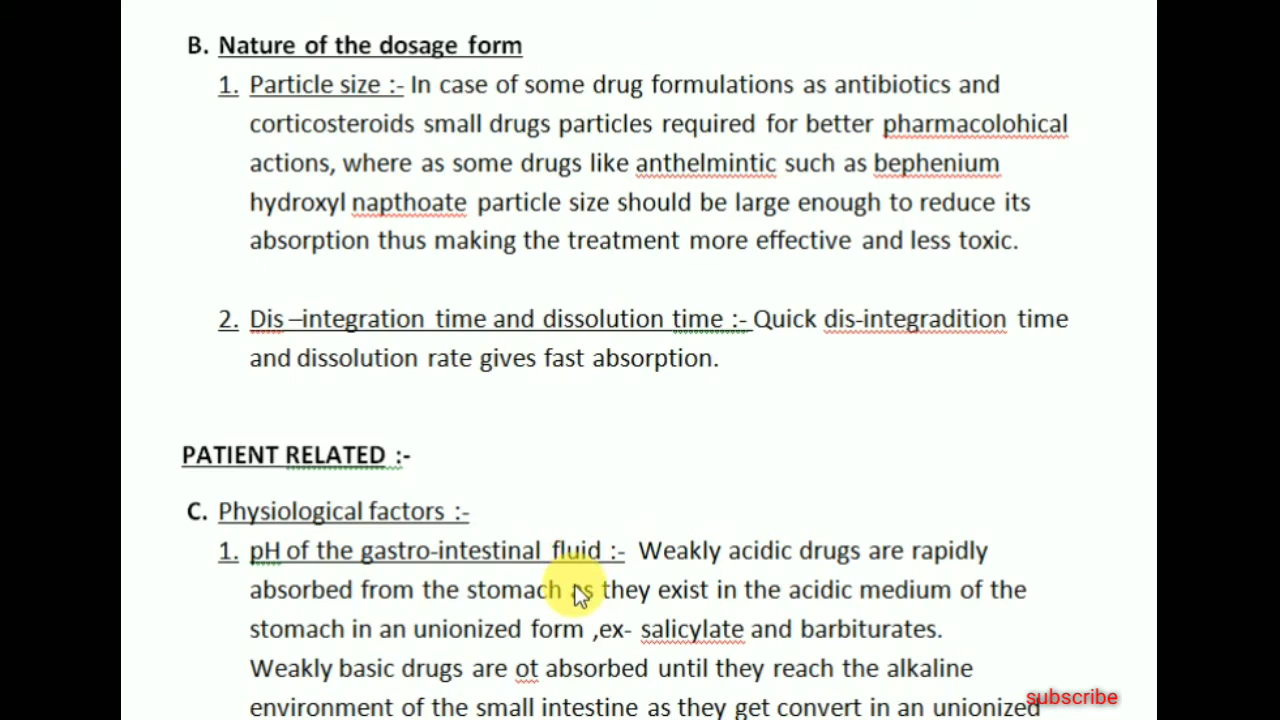 B. Nature of the dosage form
1. Particle size :- In case of some drug formulations as antibiotics and
corticosteroids small drugs particles required for better pharmacolohical
actions, where as some drugs like anthelmintic such as bephenium
hydroxyl napthoate particle size should be large enough to reduce its
absorption thus making the treatment more effective and less toxic.
2. Dis –integration time and dissolution time :- Quick dis-integradition time
and dissolution rate gives fast absorption.
PATIENT RELATED :-
C. Physiological factors :-
1. pH of the gastro-intestinal fluid :- Weakly acidic drugs are rapidly
absorbed from the stomach as they exist in the acidic medium of the
stomach in an unionized form ,ex- salicylate and barbiturates.
Weakly basic drugs are ot absorbed until they reach the alkaline
environment of the small intestine as they get convert in an unionized
subscribe